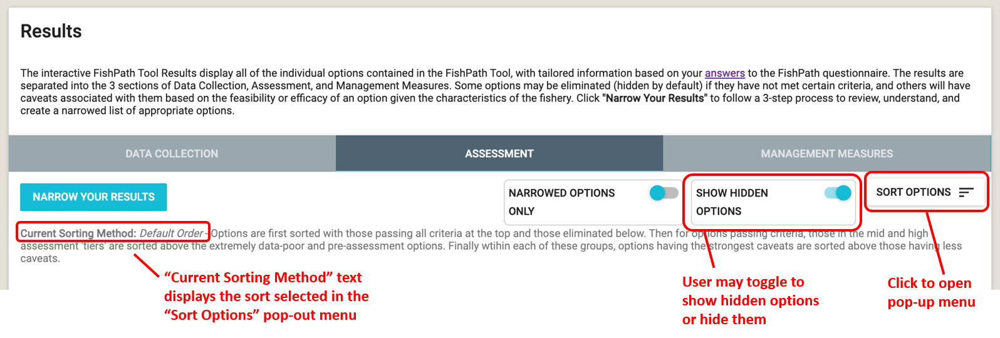 Results
The interactive FishPath Tool Results display all of the individual options contained in the FishPath Tool, with tailored information based on your answers to the FishPath questionnaire. The results are
separated into the 3 sections of Data Collection, Assessment, and Management Measures. Some options may be eliminated (hidden by default) if they have not met certain criteria, and others will have
caveats associated with them based on the feasibility or efficacy of an option given the characteristics of the fishery. Click "Narrow Your Results" to follow a 3-step process to review, understand, and
create a narrowed list of appropriate options.
DATA COLLECTION
ASSESSMENT
MANAGEMENT MEASURES
NARROW YOUR RESULTS
NARROWED OPTIONS
ONLY
SHOW HIDDEN
OPTIONS
SORT OPTIONS
Current Sorting Method: Default Order - Options are first sorted with those passing all criteria at the top and those eliminated below. Then for options passing criteria, those in the mid and high
assessment 'tiers' are sorted above the extremely data-poor and pre-assessment options. Finally wtihin each of these groups, options having the strongest caveats are sorted above those having less
caveats.
“Current Sorting Method” text
displays the sort selected in the
“Sort Options” pop-out menu
User may toggle to
show hidden options
or hide them
Click to open
pop-up menu